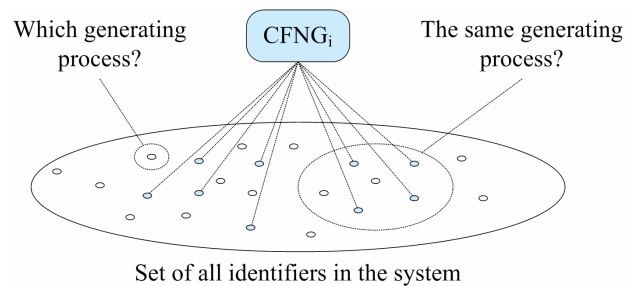 Which generating
process?
CFNGi
The same generating
process?
Set of all identifiers in the system